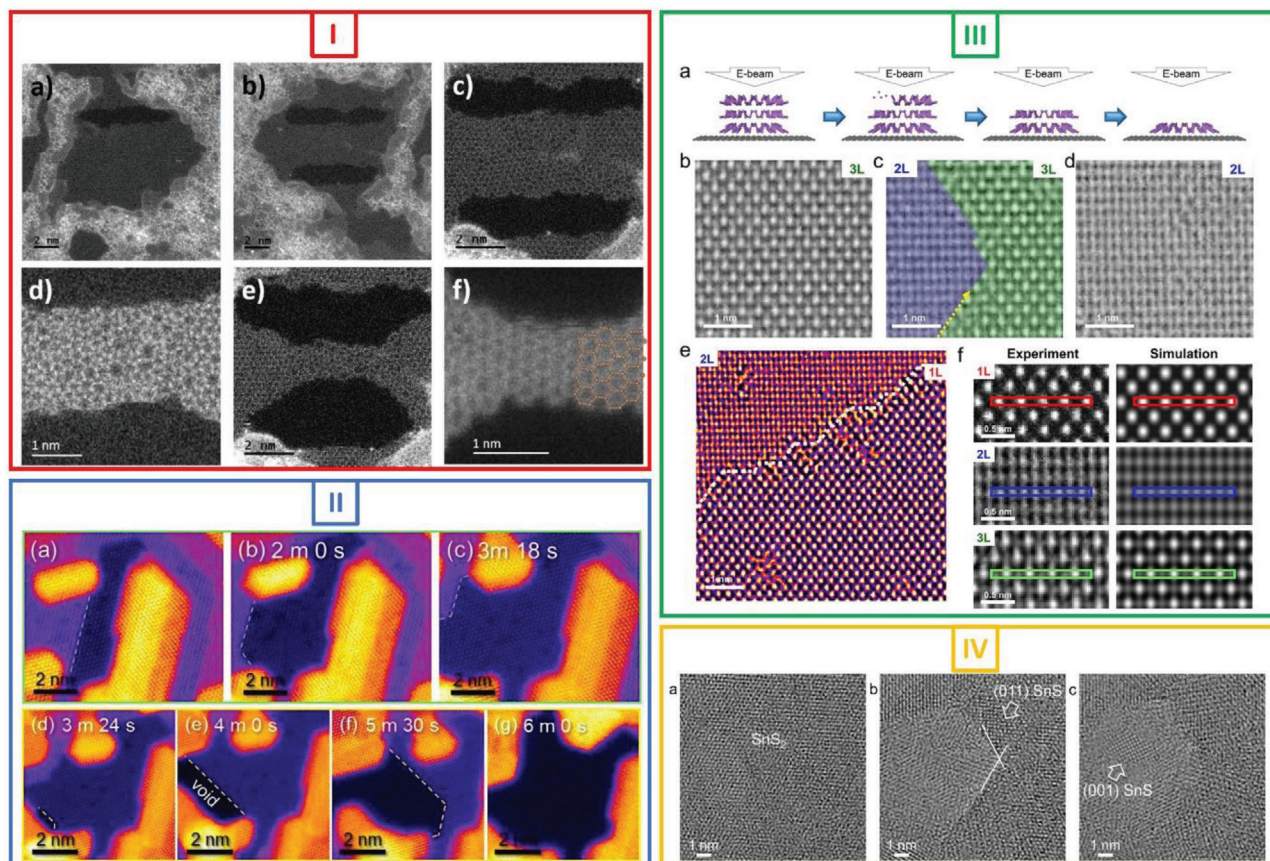 I
a)
b)
c)
2 nm
2 nm
2 nm
d)
e)
f)
1 nm
2 nm
1 nm
II
(a)
(b) 2 m 0 s
(c) 3m 18 s
2 nm
2 nm
2 nm
(d) 3 m 24 s
(e) 4 m 0 s
(f) 5 m 30 s
(g) 6 m 0 s
void
2 nm
2 nm
2 nm
2 nm
III
a
E-beam
E-beam
E-beam
E-beam
b
3L
c
2L
3L
d
2L
1 nm
1 nm
1 nm
e
2L
1L
1 nm
f
Experiment
Simulation
1L
0.5 nm
2L
0.5 nm
3L
0.5 nm
IV
a
b
c
SnS₂
(011) SnS
(001) SnS
1 nm
1 nm
1 nm